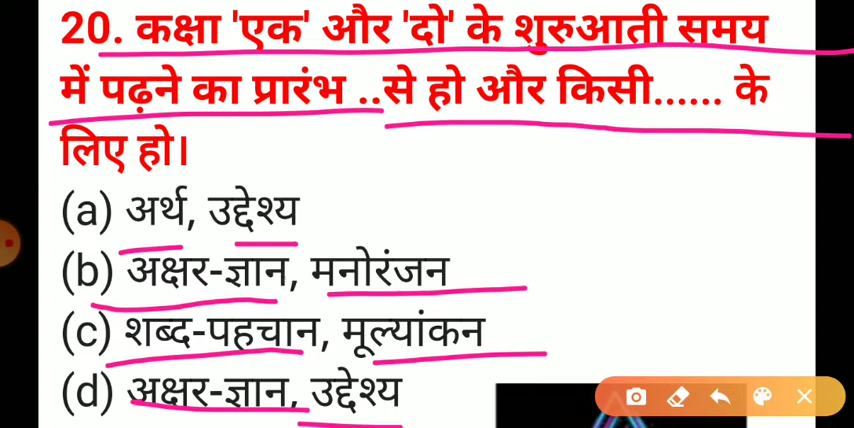 20. कक्षा 'एक' और 'दो' के शुरुआती समय
में पढ़ने का प्रारंभ ..से हो और किसी...... के
लिए हो।
(a) अर्थ, उद्देश्य
(b) अक्षर-ज्ञान, मनोरंजन
(c) शब्द-पहचान, मूल्यांकन
(d) अक्षर-ज्ञान, उद्देश्य